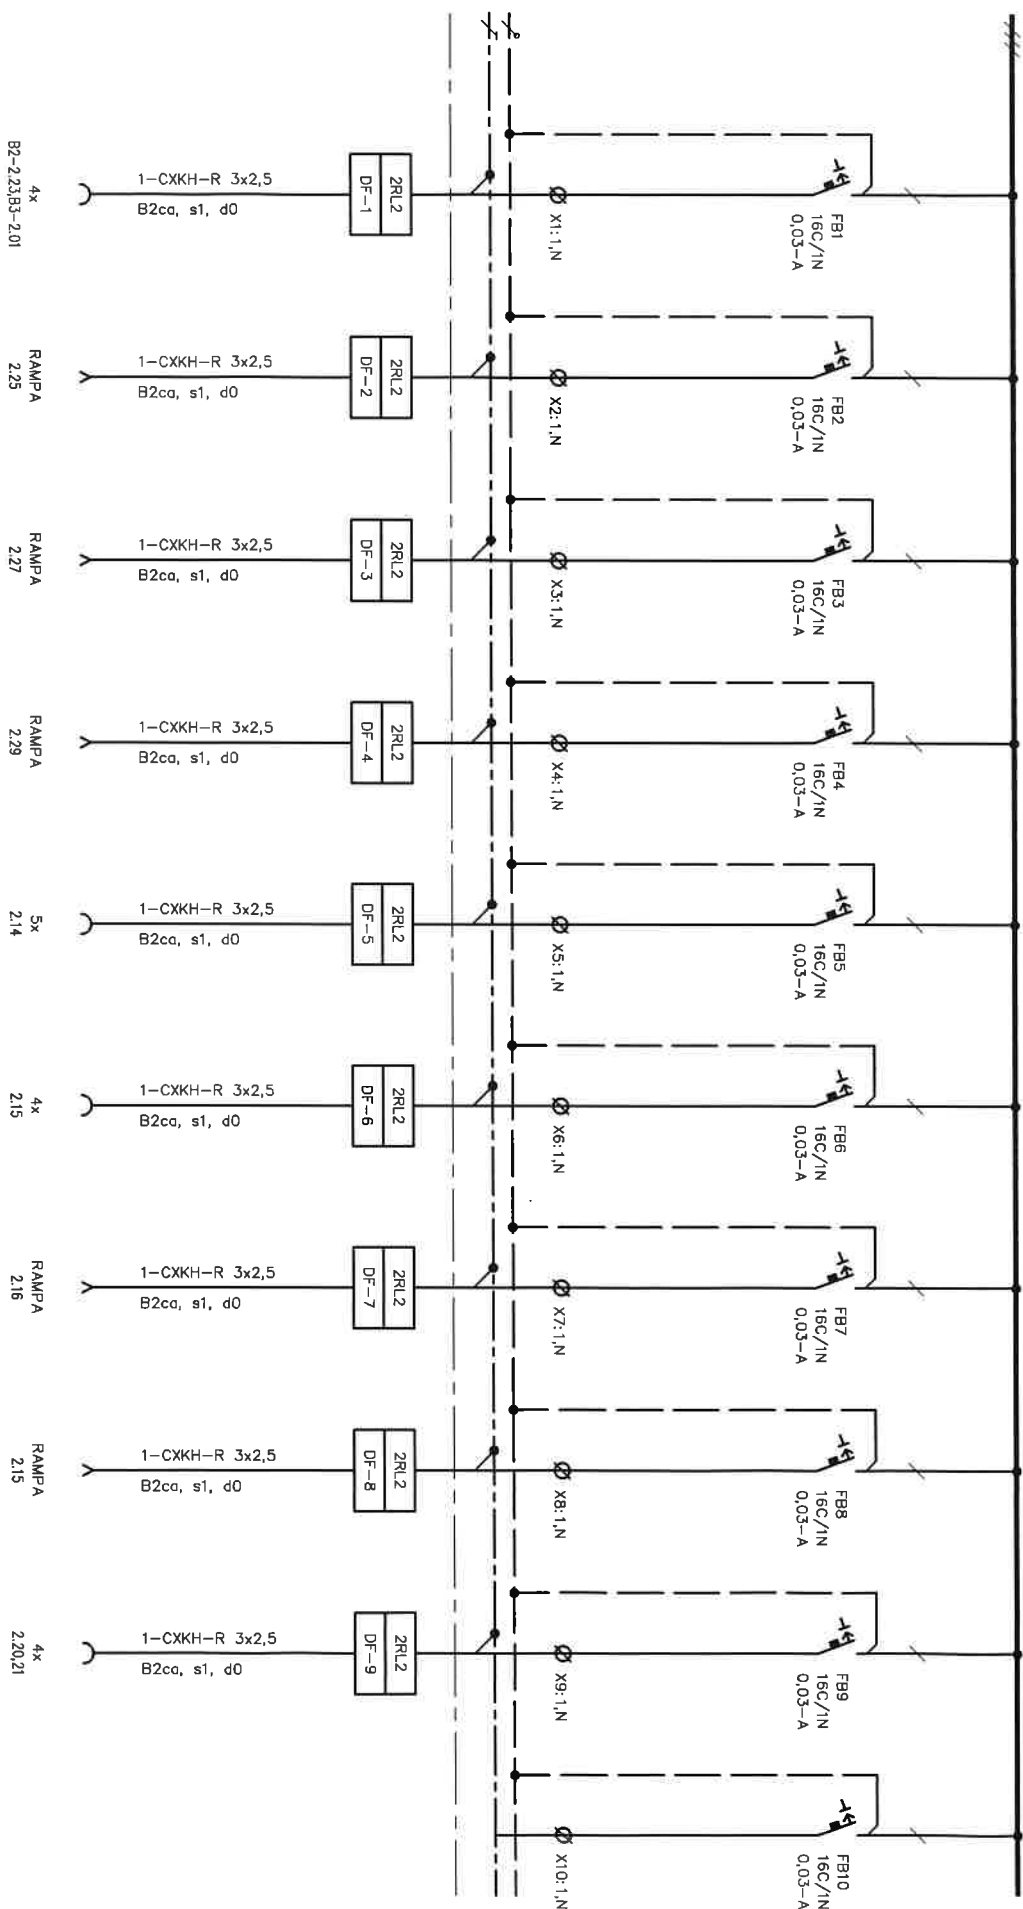 FB1
16C/1N
0,03-A
X1:1,N
2RL2
DF-1
1-CXKH-R 3x2,5
B2ca, s1, d0
4x
B2-2.23,B3-2.01
FB2
16C/1N
0,03-A
X2:1,N
2RL2
DF-2
1-CXKH-R 3x2,5
B2ca, s1, d0
RAMPA
2.25
FB3
16C/1N
0,03-A
X3:1,N
2RL2
DF-3
1-CXKH-R 3x2,5
B2ca, s1, d0
RAMPA
2.27
FB4
16C/1N
0,03-A
X4:1,N
2RL2
DF-4
1-CXKH-R 3x2,5
B2ca, s1, d0
RAMPA
2.29
FB5
16C/1N
0,03-A
X5:1,N
2RL2
DF-5
1-CXKH-R 3x2,5
B2ca, s1, d0
5x
2.14
FB6
16C/1N
0,03-A
X6:1,N
2RL2
DF-6
1-CXKH-R 3x2,5
B2ca, s1, d0
4x
2.15
FB7
16C/1N
0,03-A
X7:1,N
2RL2
DF-7
1-CXKH-R 3x2,5
B2ca, s1, d0
RAMPA
2.16
FB8
16C/1N
0,03-A
X8:1,N
2RL2
DF-8
1-CXKH-R 3x2,5
B2ca, s1, d0
RAMPA
2.15
FB9
16C/1N
0,03-A
X9:1,N
2RL2
DF-9
1-CXKH-R 3x2,5
B2ca, s1, d0
4x
2.20,21
FB10
16C/1N
0,03-A
X10:1,N